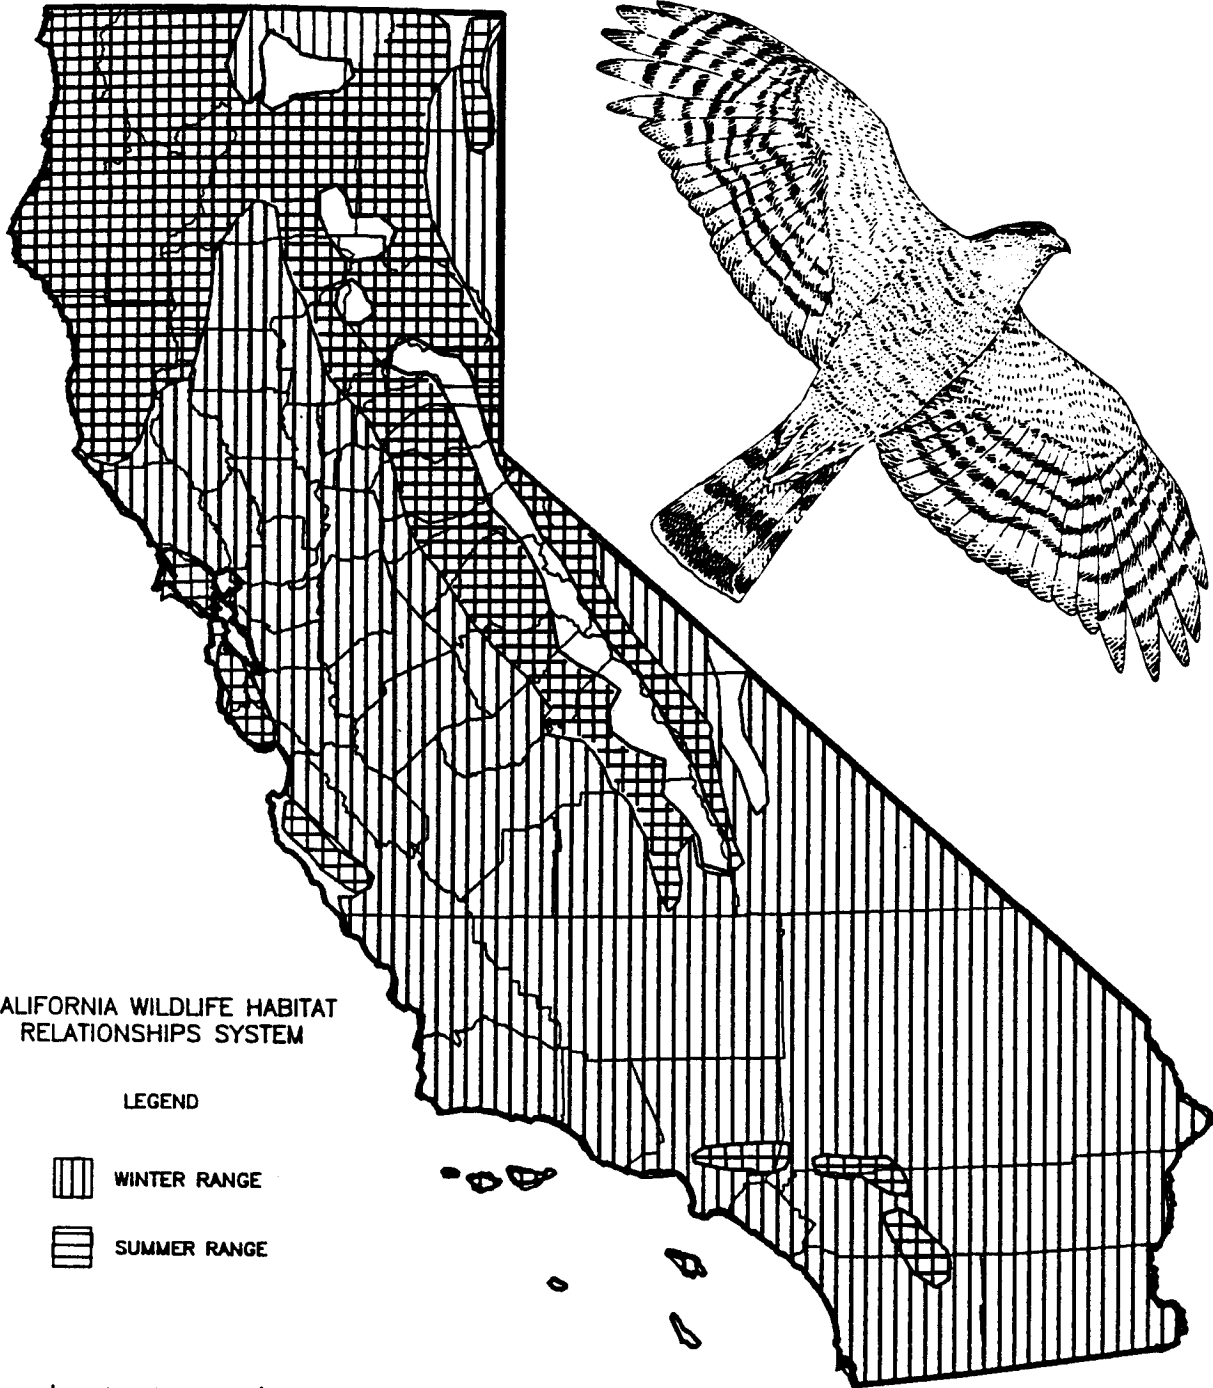 ALIFORNIA WILDLIFE HABITAT
RELATIONSHIPS SYSTEM
LEGEND
WINTER RANGE
SUMMER RANGE